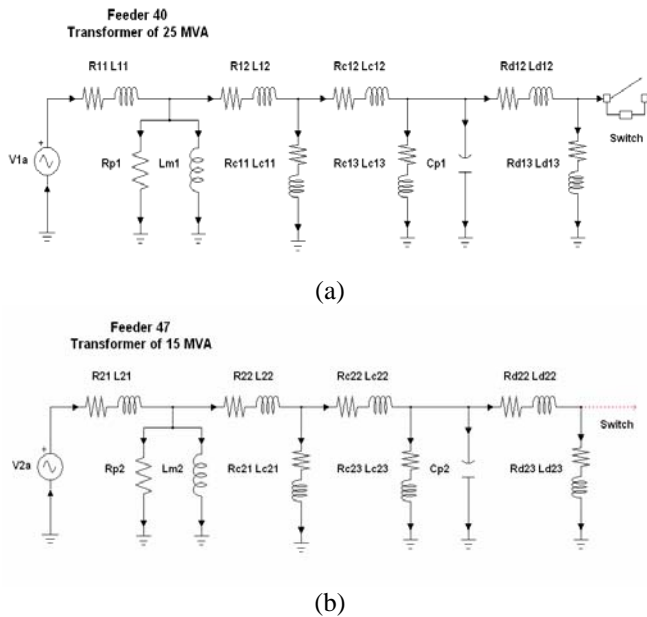 Feeder 40
Transformer of 25 MVA
R11 L11
R12 L12
Rc12 Lc12
Rd12 Ld12
V1a
+
Rp1
Lm1
Rc11 Lc11
Rc13 Lc13
Cp1
Rd13 Ld13
Switch
(a)
Feeder 47
Transformer of 15 MVA
R21 L21
R22 L22
Rc22 Lc22
Rd22 Ld22
Switch
V2a
+
Rp2
Lm2
Rc21 Lc21
Rc23 Lc23
Cp2
Rd23 Ld23
(b)